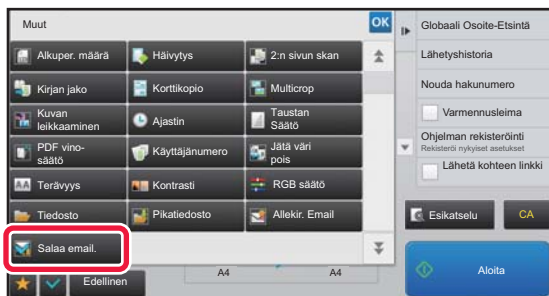 Muut
OK
Alkuper. määrä
Häivytys
2:n sivun skan
Kirjan jako
Korttikopio
Multicrop
Kuvan
leikkaaminen
Ajastin
Taustan
Säätö
PDF vino-
säätö
Käyttäjänumero
Jätä väri
pois
Terävyys
Kontrasti
RGB säätö
Tiedosto
Pikatiedosto
Allekir. Email
Salaa email.
Edellinen
A4
A4
Globaali Osoite-Etsintä
Lähetyshistoria
Nouda hakunumero
Varmennusleima
Ohjelman rekisteröinti
Rekisteröi nykyiset asetukset
Lähetä kohteen linkki
Esikatselu
CA
Aloita